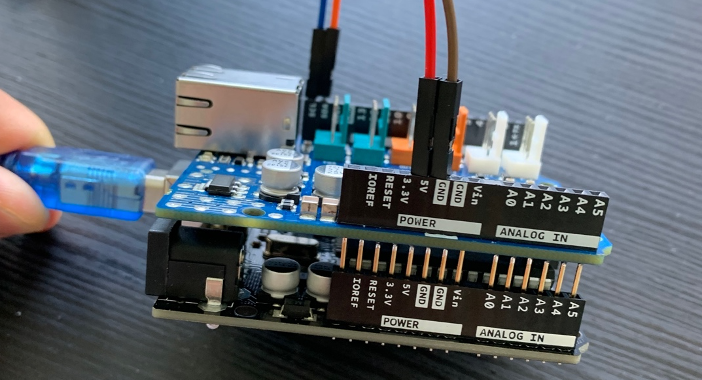 IOREF
RESET
3.3V
5V
GND
GND
Vin
A0
A1
A2
A3
A4
A5
POWER
ANALOG IN
IOREF
RESET
3.3V
5V
GND
GND
Vin
A0
A1
A2
A3
A4
A5
POWER
ANALOG IN